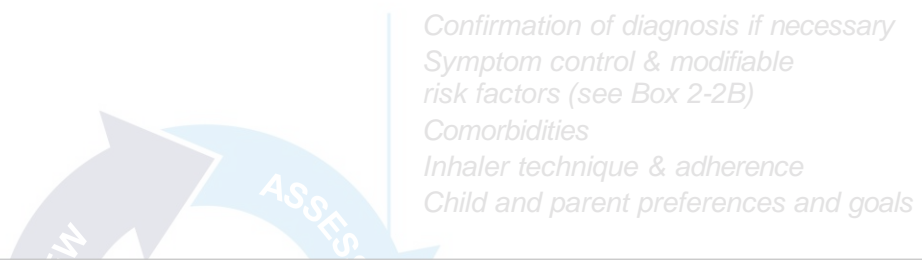 Confirmation of diagnosis if necessary
Symptom control & modifiable
risk factors (see Box 2-2B)
Comorbidities
Inhaler technique & adherence
Child and parent preferences and goals